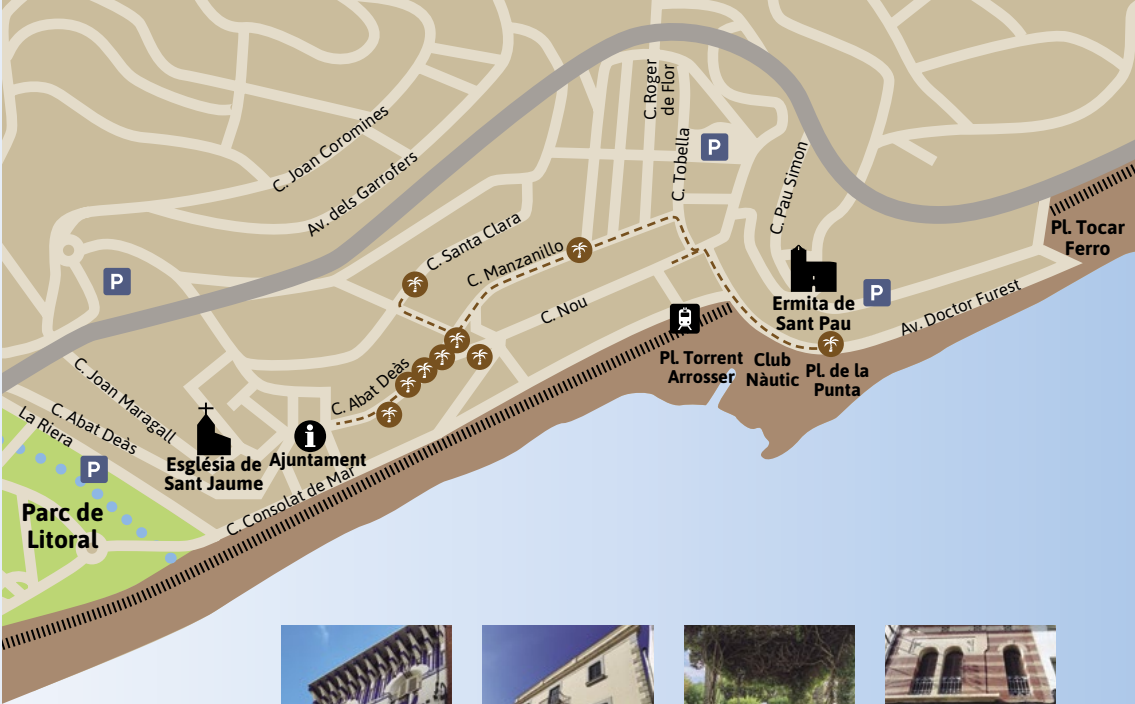 C. Roger
de Flor
C. Joan Coromines
C. Tobella
P
C. Pau Simon
Av. dels Garrofers
C. Santa Clara
Pl. Tocar
Ferro
C. Manzanillo
P
P
Ermita de
Sant Pau
C. Nou
Av. Doctor Furest
Pl. Torrent
Arrosser
Club
Nàutic
Pl. de la
Punta
C. Joan Maragall
C. Abat Deàs
La Riera
C. Abat Deàs
P
i
Ajuntament
Església de
Sant Jaume
C. Consolat de Mar
Parc de
Litoral